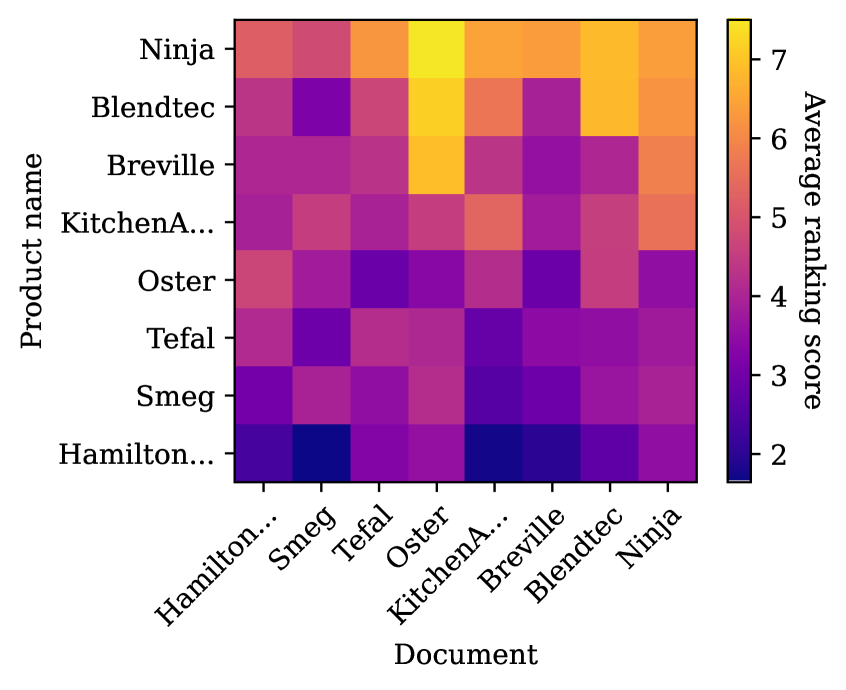 Product name
Ninja
Blendtec
Breville
KitchenA...
Oster
Tefal
Smeg
Hamilton...
Hamilton...
Smeg
Tefal
Oster
KitchenA...
Breville
Blendtec
Ninja
Document
7
6
5
4
3
2
Average ranking score